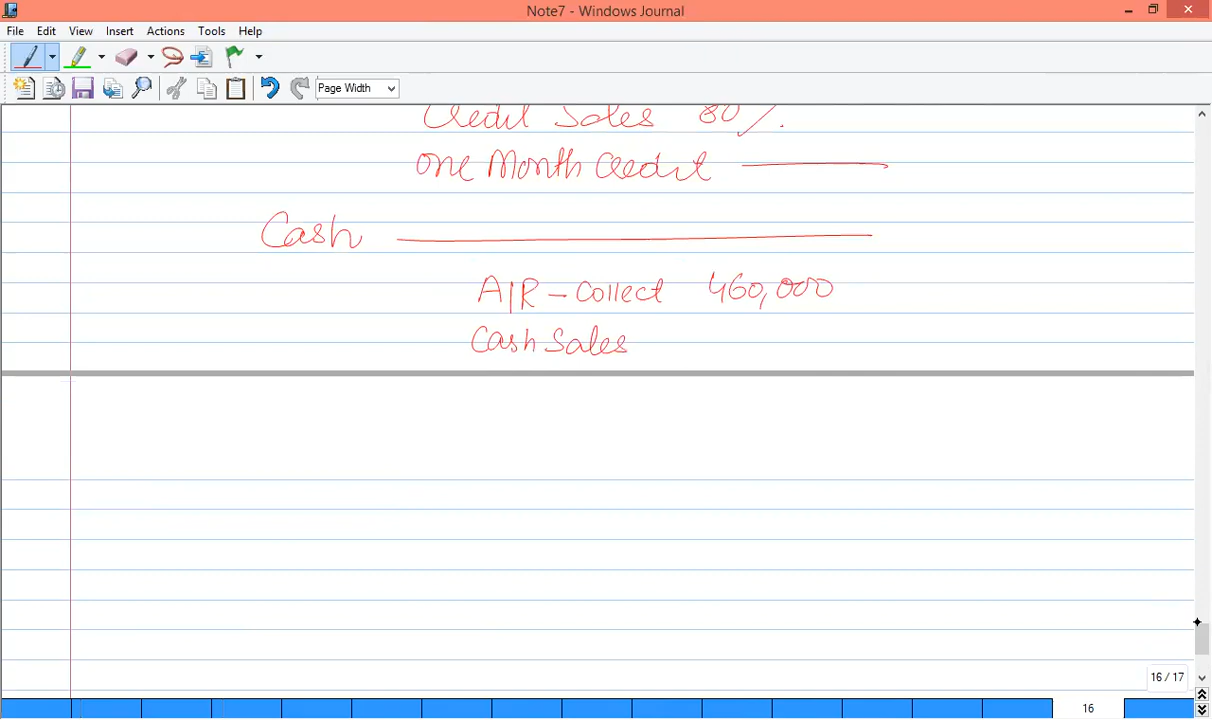 Note7 - Windows Journal
File Edit View Insert Actions Tools Help
Page Width
Credit Sales 80%.
One Month Credit
Cash
A/R - Collect 460,000
Cash Sales
16 / 17
16